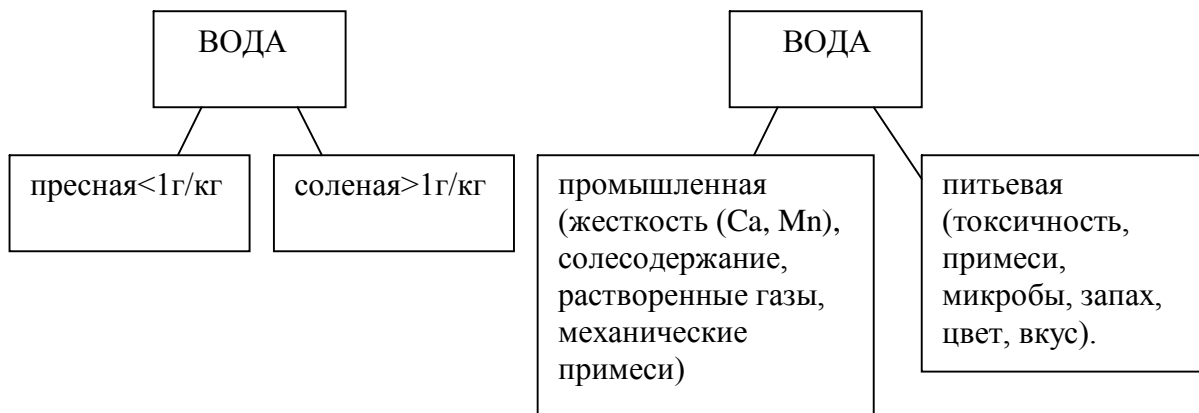 ВОДА
пресная<1г/кг
соленая>1г/кг
ВОДА
промышленная
(жесткость (Ca, Mn),
солесодержание,
растворенные газы,
механические
примеси)
питьевая
(токсичность,
примеси,
микробы, запах,
цвет, вкус).